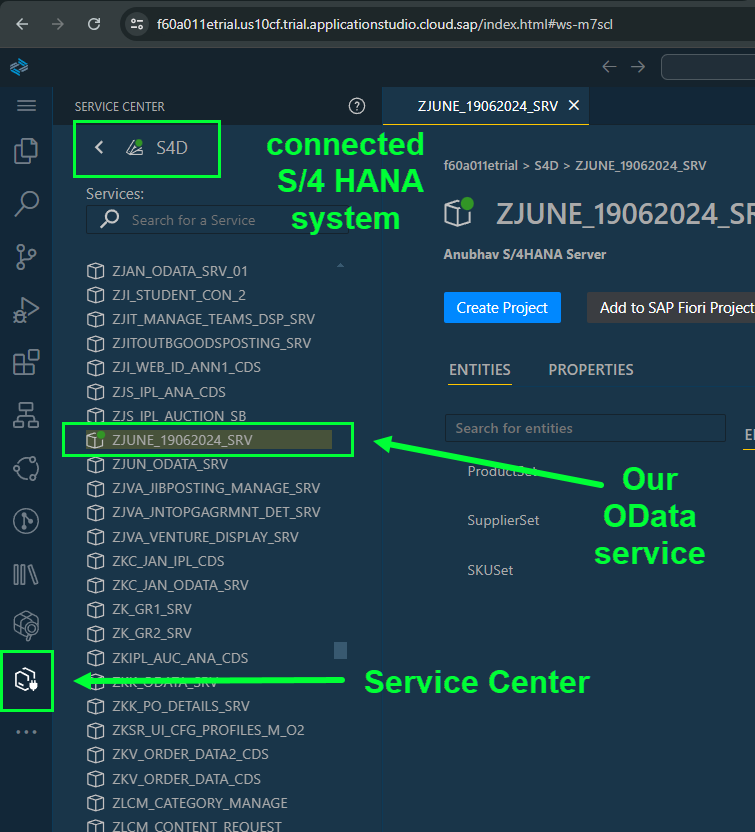 f60a011etrial.us10cf.trial.applicationstudio.cloud.sap/index.html#ws-m7scl
SERVICE CENTER
?
S4D
connected
S/4 HANA
system
Services:
Search for a Service
ZJAN_ODATA_SRV_01
ZJI_STUDENT_CON_2
ZJIT_MANAGE_TEAMS_DSP_SRV
ZJITOUTBGOODSPOSTING_SRV
ZJI_WEB_ID_ANN1_CDS
ZJS_IPL_ANA_CDS
ZJS_IPL_AUCTION_SB
ZJUNE_19062024_SRV
ZJUN_ODATA_SRV
ZJVA_JIBPOSTING_MANAGE_SRV
ZJVA_JNTOPGAGRMNT_DET_SRV
ZJVA_VENTURE_DISPLAY_SRV
ZKC_JAN_IPL_CDS
ZKC_JAN_ODATA_SRV
ZK_GR1_SRV
ZK_GR2_SRV
ZKIPL_AUC_ANA_CDS
ZKK_ODATA_SRV
ZKK_PO_DETAILS_SRV
ZKSR_UI_CFG_PROFILES_M_O2
ZKV_ORDER_DATA2_CDS
ZKV_ORDER_DATA_CDS
ZLCM_CATEGORY_MANAGE
ZLCM_CONTENT_REQUEST
ZJUNE_19062024_SRV
f60a011etrial > S4D > ZJUNE_19062024_SRV
ZJUNE_19062024_SR
Anubhav S/4HANA Server
Create Project
Add to SAP Fiori Project
ENTITIES
PROPERTIES
Search for entities
ProductSet
SupplierSet
SKUSet
Our
OData
service
Service Center